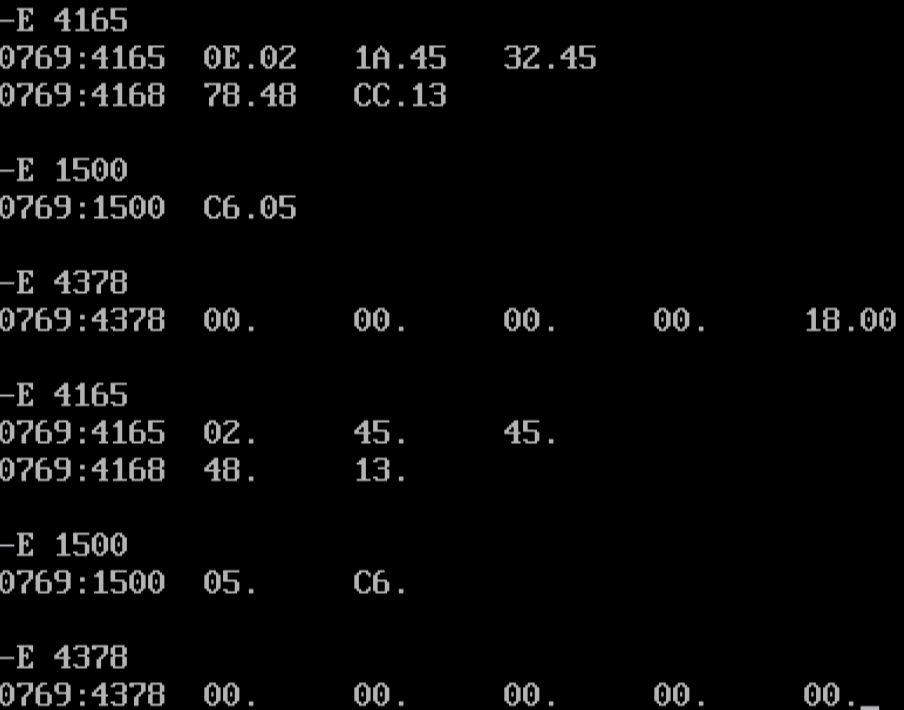 -E 4165
0769:4165 0E.02 1A.45 32.45
0769:4168 78.48 CC.13
-E 1500
0769:1500 C6.05
-E 4378
0769:4378 00. 00. 00. 00. 18.00
-E 4165
0769:4165 02. 45. 45.
0769:4168 48. 13.
-E 1500
0769:1500 05. C6.
-E 4378
0769:4378 00. 00. 00. 00. 00._